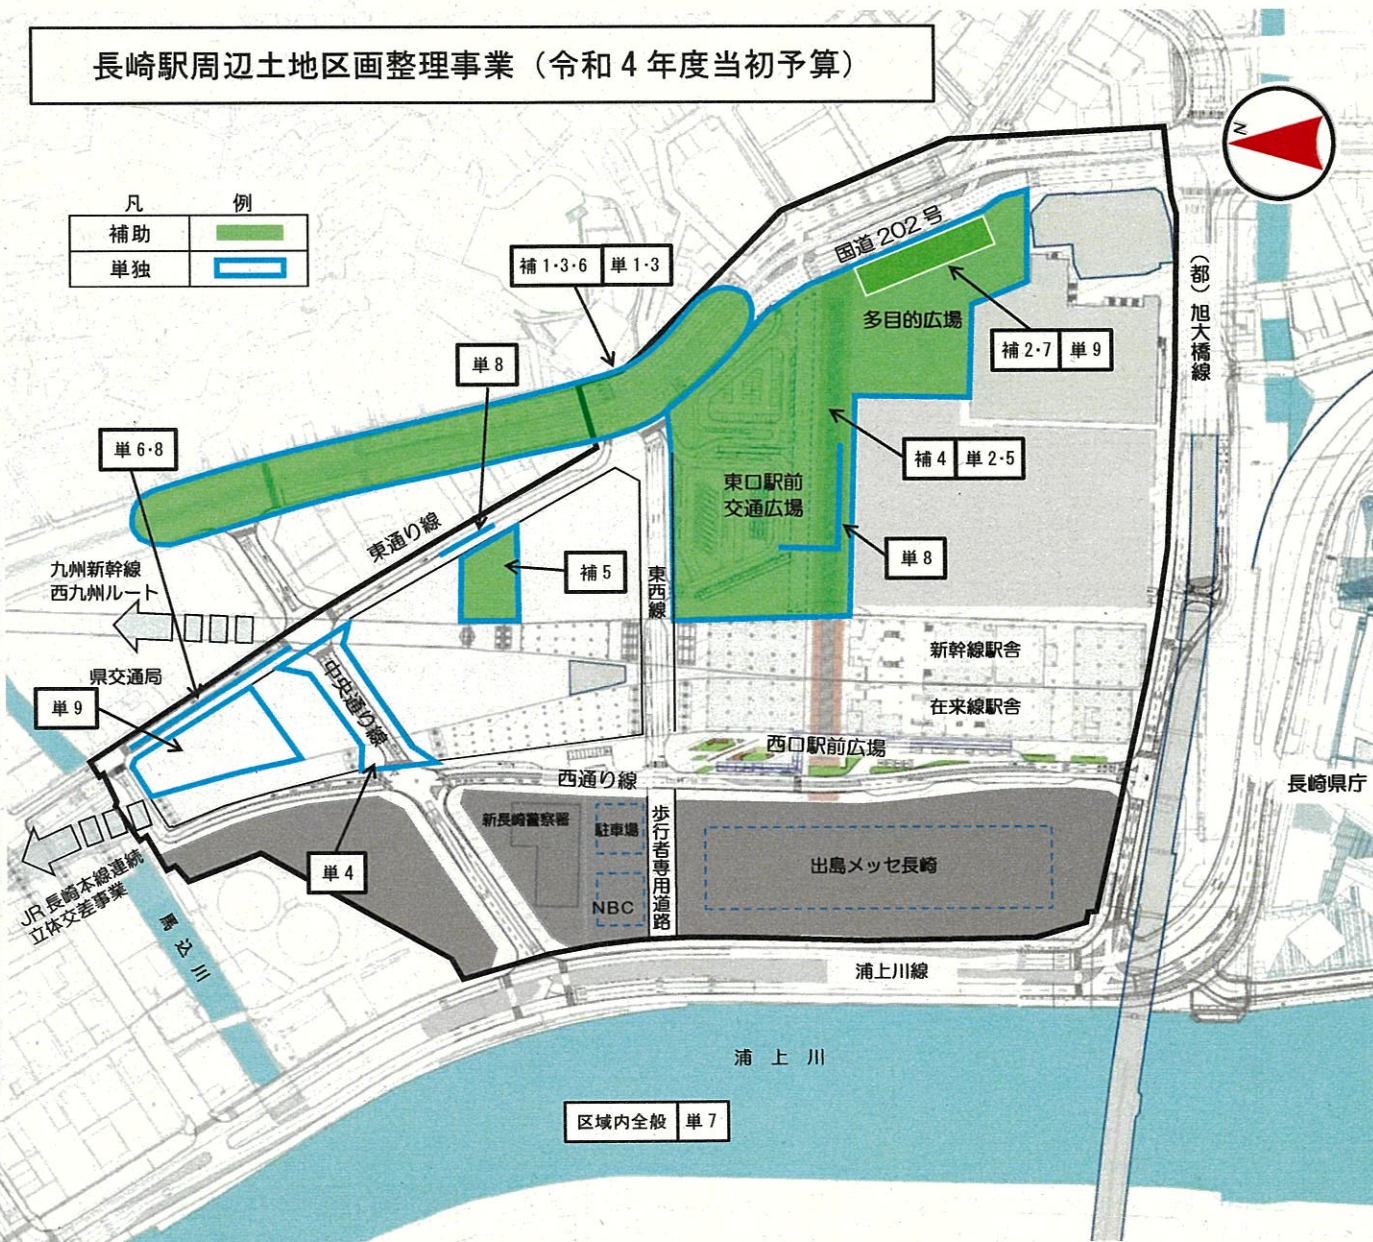 長崎駅周辺土地区画整理事業(令和4年度当初予算)
N
凡 例
補助
単独
補1・3・6 単1・3
国道202号
(都)旭大橋線
多目的広場
補2・7 単9
単8
単6・8
補4 単2・5
東口駅前
交通広場
東通り線
単8
補5
東西線
九州新幹線
西九州ルート
県交通局
単9
中央通り線
新幹線駅舎
在来線駅舎
西口駅前広場
西通り線
長崎県庁
新長崎警察署
駐車場
歩行者専用道路
出島メッセ長崎
単4
NBC
JR長崎本線連続
立体交差事業
馬込川
浦上川線
浦上川
区域内全般 単7